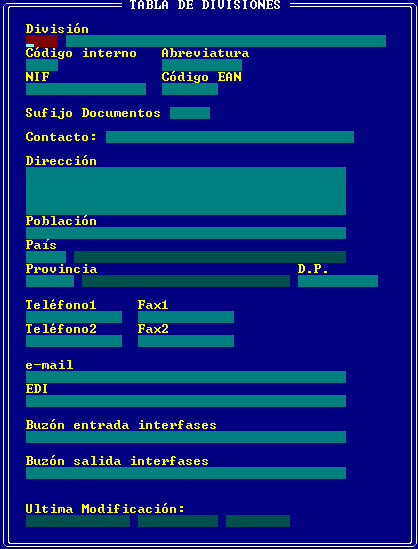 TABLA DE DIVISIONES
División
Código interno Abreviatura
NIF Código EAN
Sufijo Documentos
Contacto:
Dirección
Población
País
Provincia D.P.
Teléfono1 Fax1
Teléfono2 Fax2
e-mail
EDI
Buzón entrada interfases
Buzón salida interfases
Ultima Modificación: